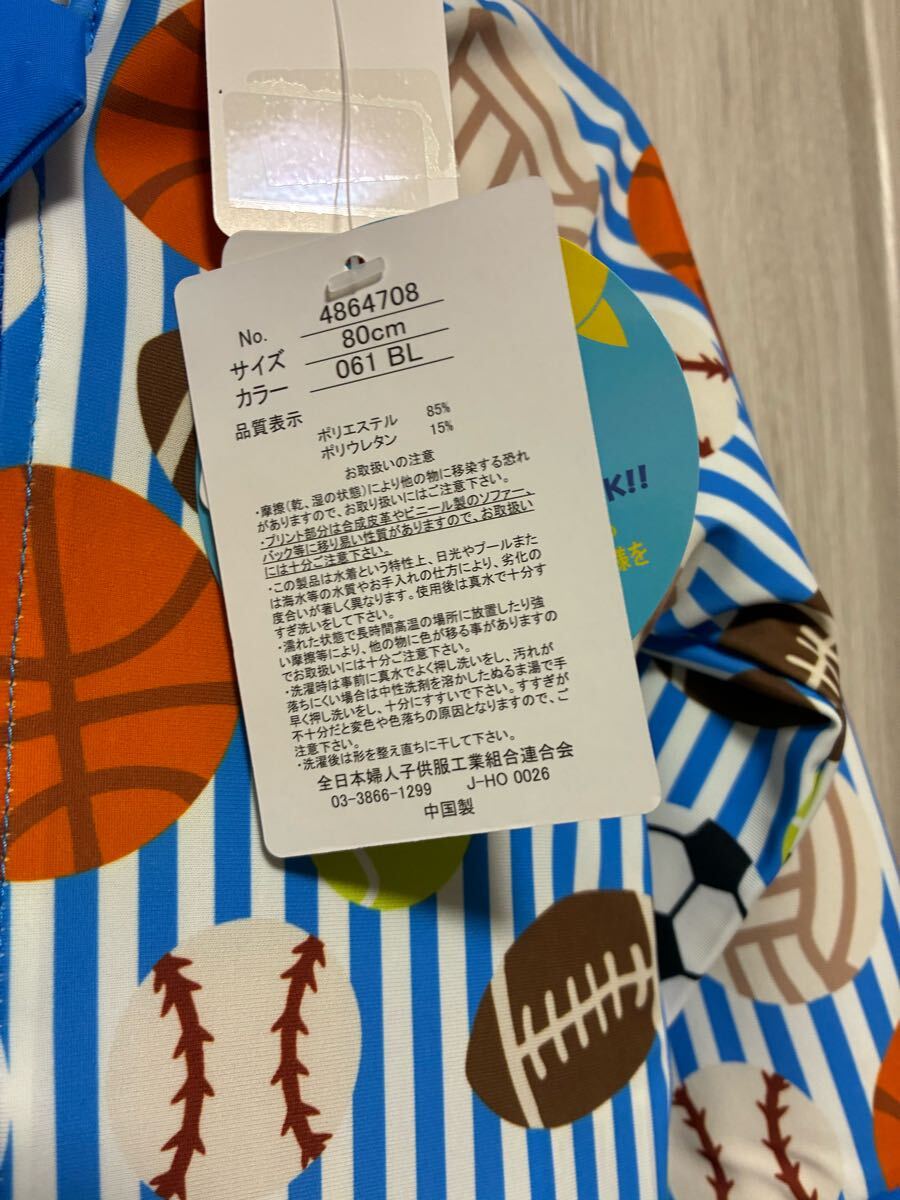 No. 4864708
サイズ 80cm
カラー 061 BL
品質表示
ポリエステル 85%
ポリウレタン 15%
お取扱いの注意
・摩擦(乾、湿の状態)により他の物に移染する恐れ
がありますので、お取り扱いにはご注意下さい。
・プリント部分は合成皮革やビニール製のソファー、
バック等に移り易い性質がありますので、お取扱い
には十分ご注意下さい。
・この製品は水着という特性上、日光やプールまた
は海水等の水質やお手入れの仕方により、劣化の
度合いが著しく異なります。使用後は真水で十分す
すぎ洗いをして下さい。
・濡れた状態で長時間高温の場所に放置したり強
い摩擦等により、他の物に色が移る事がありますの
でお取扱いには十分ご注意下さい。
・洗濯時は事前に真水でよく押し洗いをし、汚れが
落ちにくい場合は中性洗剤を溶かしたぬるま湯で手
早く押し洗いをし、十分にすすいで下さい。すすぎが
不十分だと変色や色落ちの原因となりますので、ご
注意下さい。
・洗濯後は形を整え直ちに干して下さい。
全日本婦人子供服工業組合連合会
03-3866-1299 J-HO 0026
中国製
K!!
様を